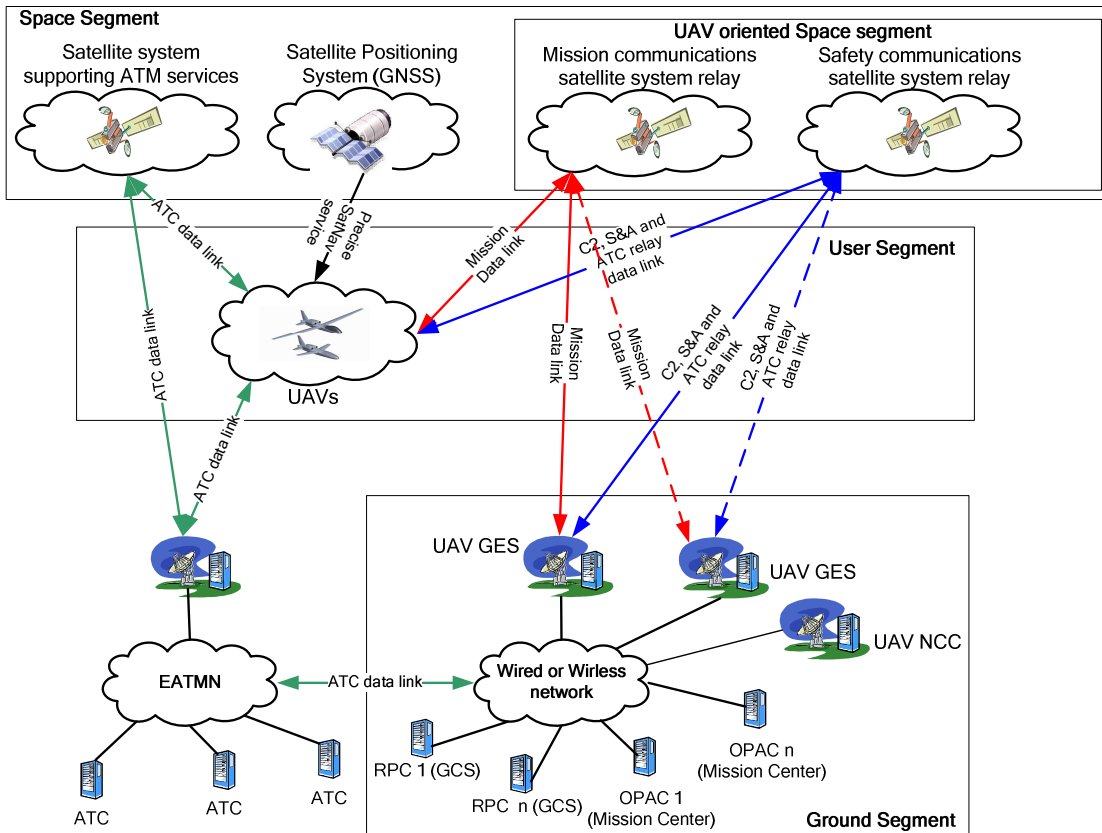 Space Segment
UAV oriented Space segment
Satellite system
supporting ATM services
Satellite Positioning
System (GNSS)
Mission communications
satellite system relay
Safety communications
satellite system relay
ATC data link
Precise
SatNav
service
Mission
Data link
C2, S&A and
ATC relay
data link
User Segment
ATC data link
UAVs
Mission
Data link
Mission
Data link
C2, S&A and
ATC relay
data link
C2, S&A and
ATC relay
data link
ATC data link
UAV GES
UAV GES
UAV NCC
EATMN
ATC data link
Wired or Wirless
network
RPC 1 (GCS)
RPC n (GCS)
OPAC 1
(Mission Center)
OPAC n
(Mission Center)
ATC
ATC
ATC
Ground Segment